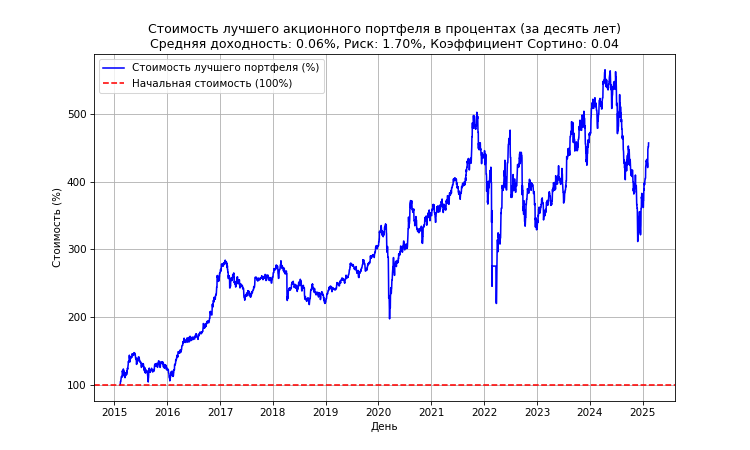 Стоимость лучшего акционного портфеля в процентах (за десять лет)
Средняя доходность: 0.06%, Риск: 1.70%, Коэффициент Сортино: 0.04
Стоимость лучшего портфеля (%)
Начальная стоимость (100%)
Стоимость (%)
500
400
300
200
100
2015 2016 2017 2018 2019 2020 2021 2022 2023 2024 2025
День